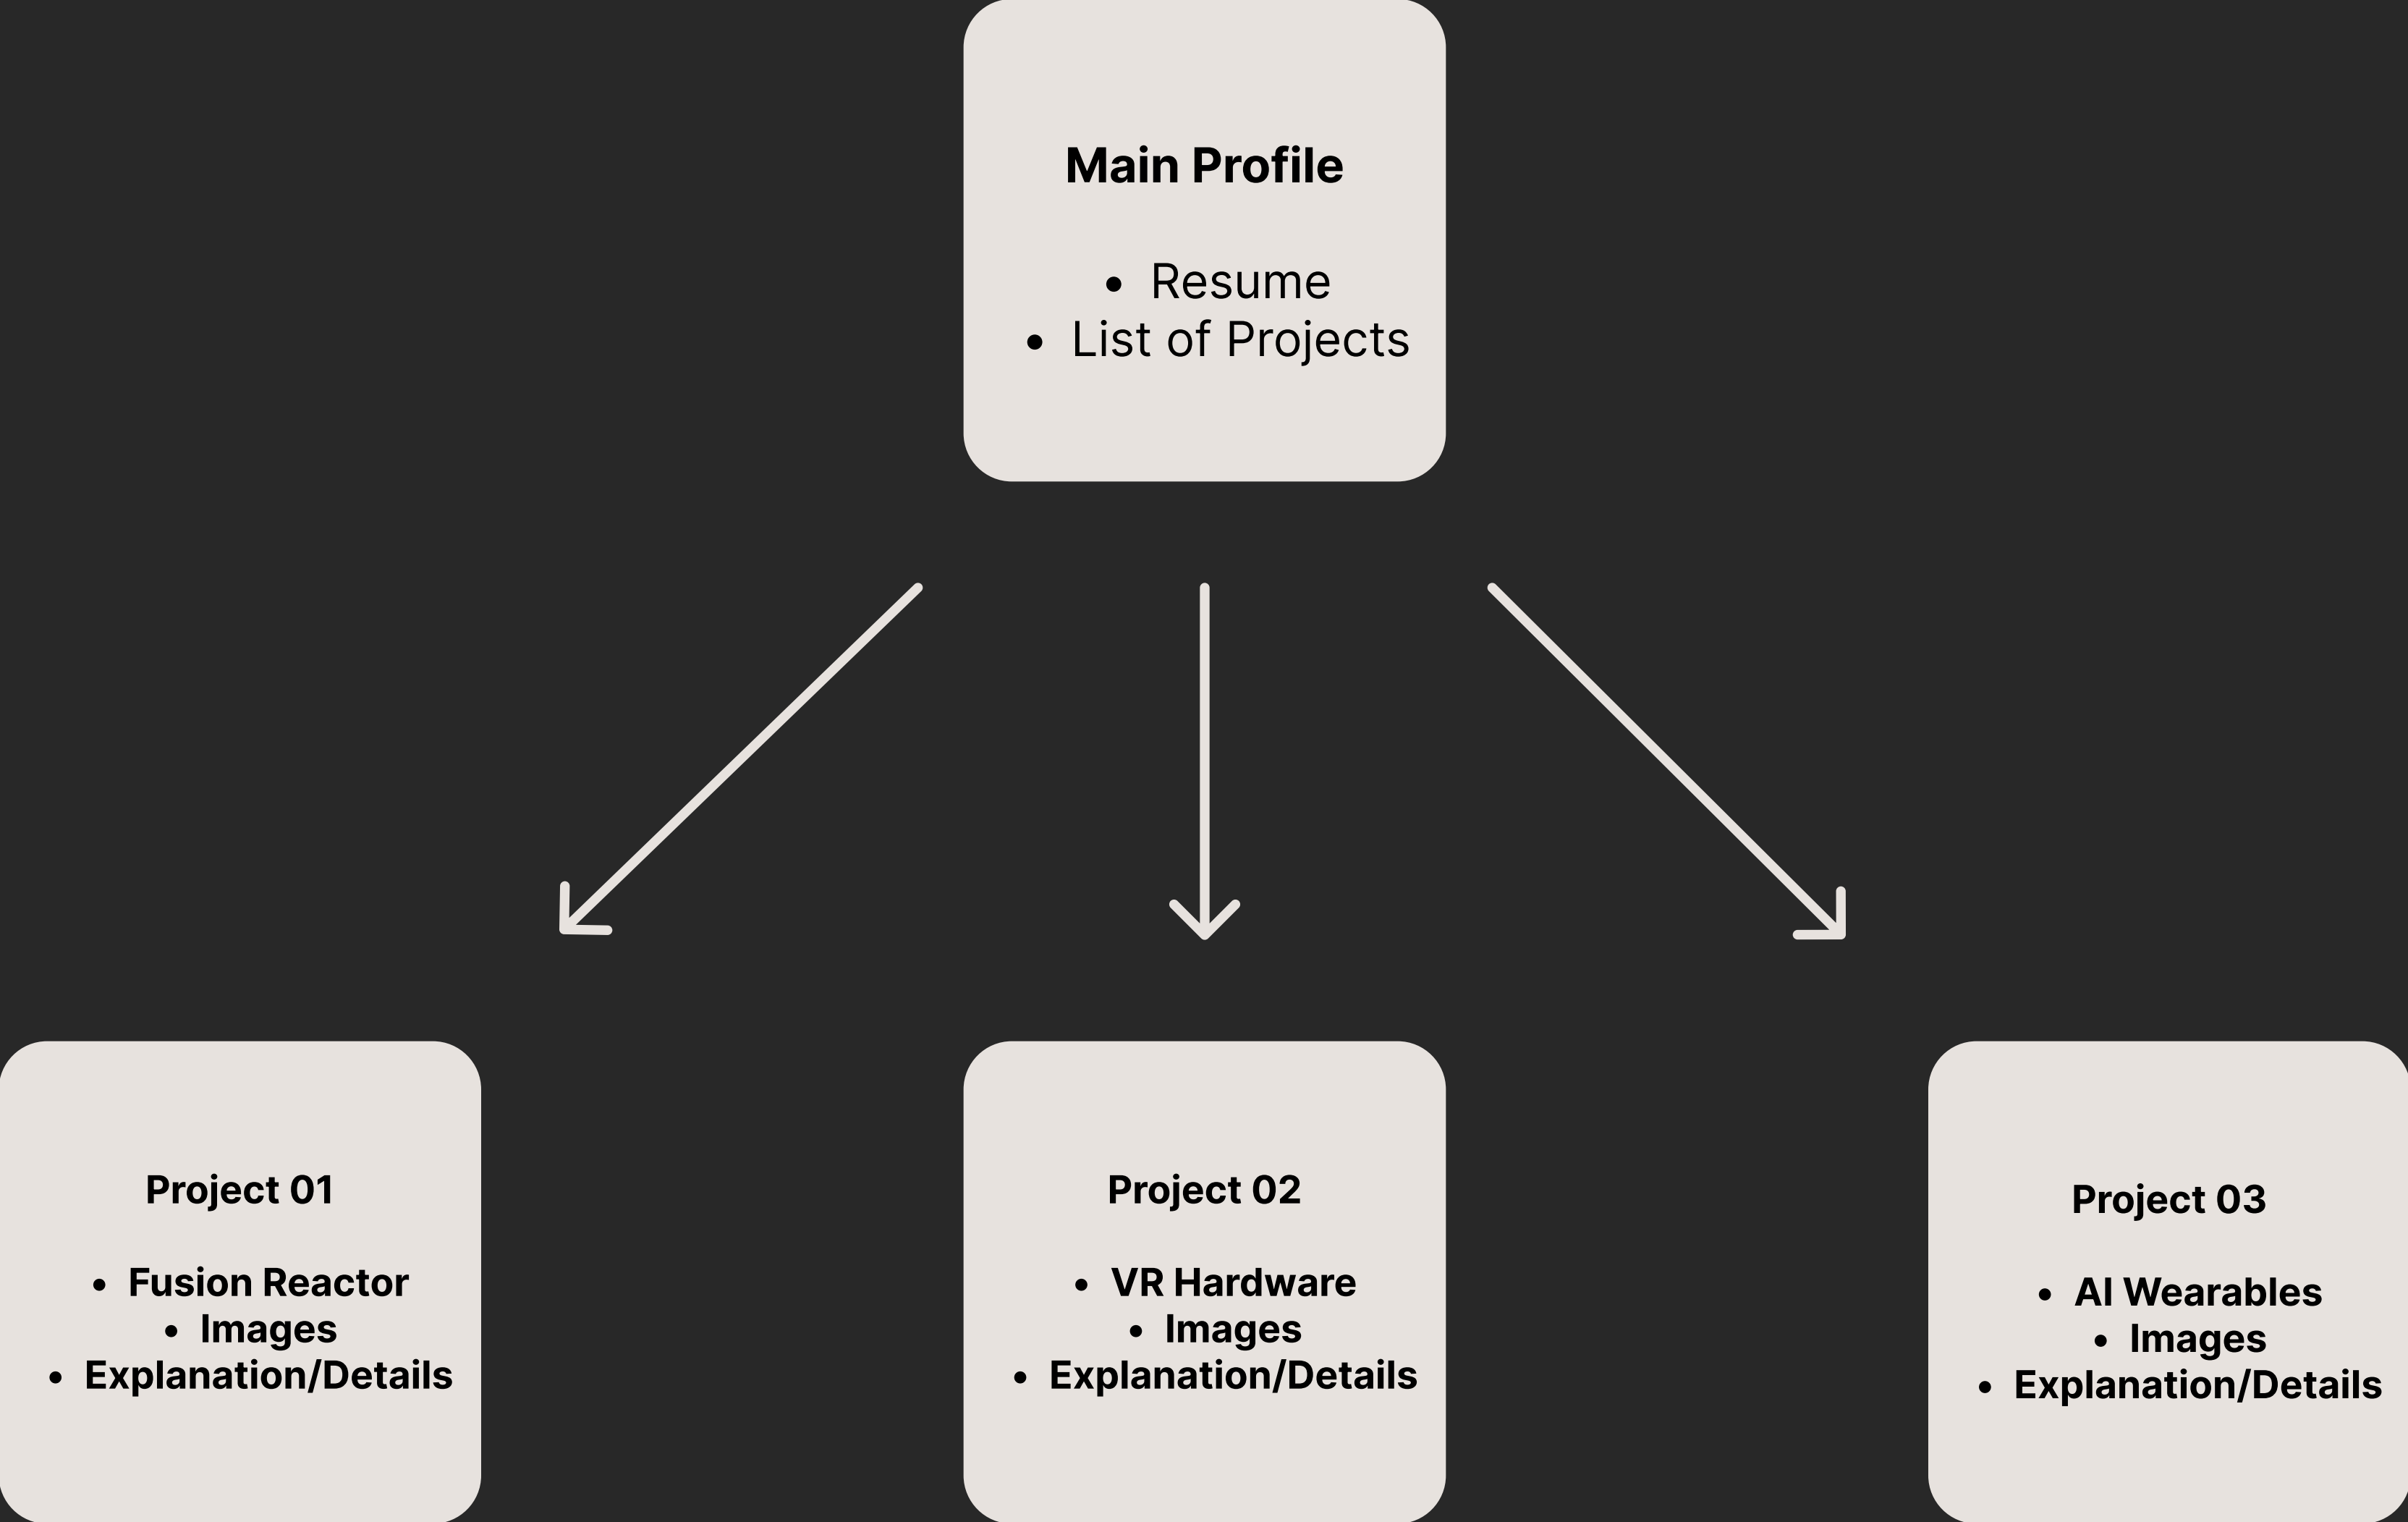 Main Profile
• Resume
• List of Projects
Project 01
• Fusion Reactor
• Images
• Explanation/Details
Project 02
• VR Hardware
• Images
• Explanation/Details
Project 03
• AI Wearables
• Images
• Explanation/Details